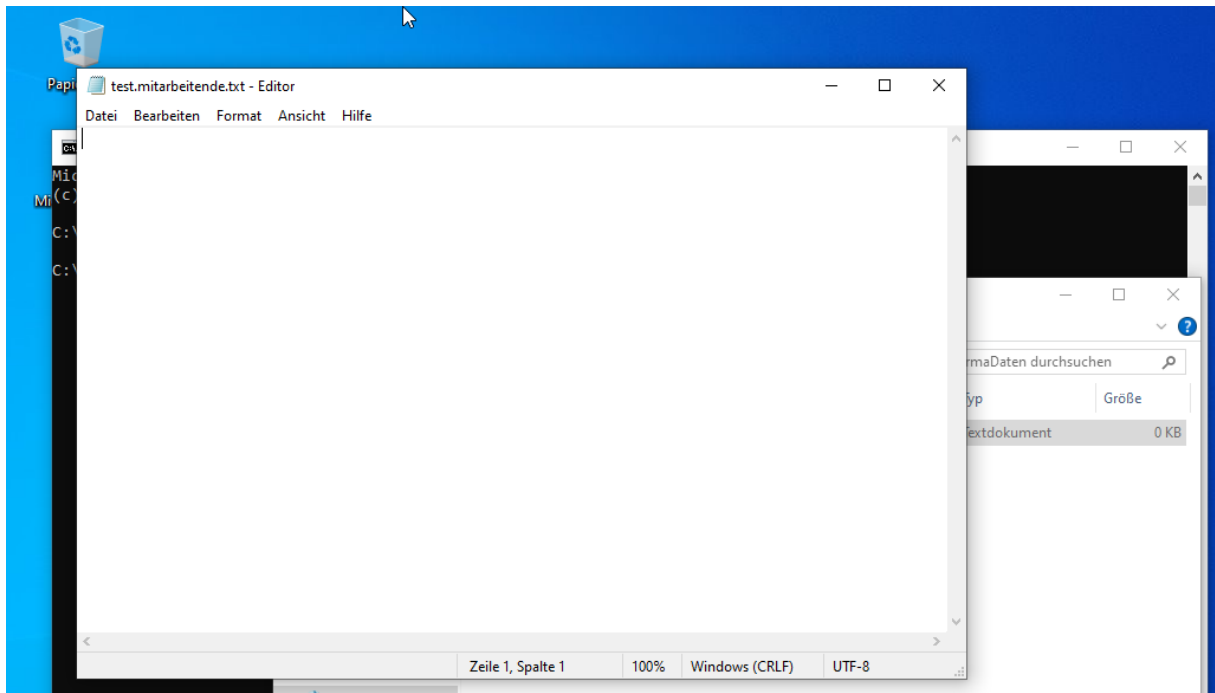 Papi
test.mitarbeitende.txt - Editor
Datei Bearbeiten Format Ansicht Hilfe
Mic
(c)
Mi
C:\
C:\
rmaDaten durchsuchen
Typ Größe
Textdokument 0 KB
Zeile 1, Spalte 1 100% Windows (CRLF) UTF-8